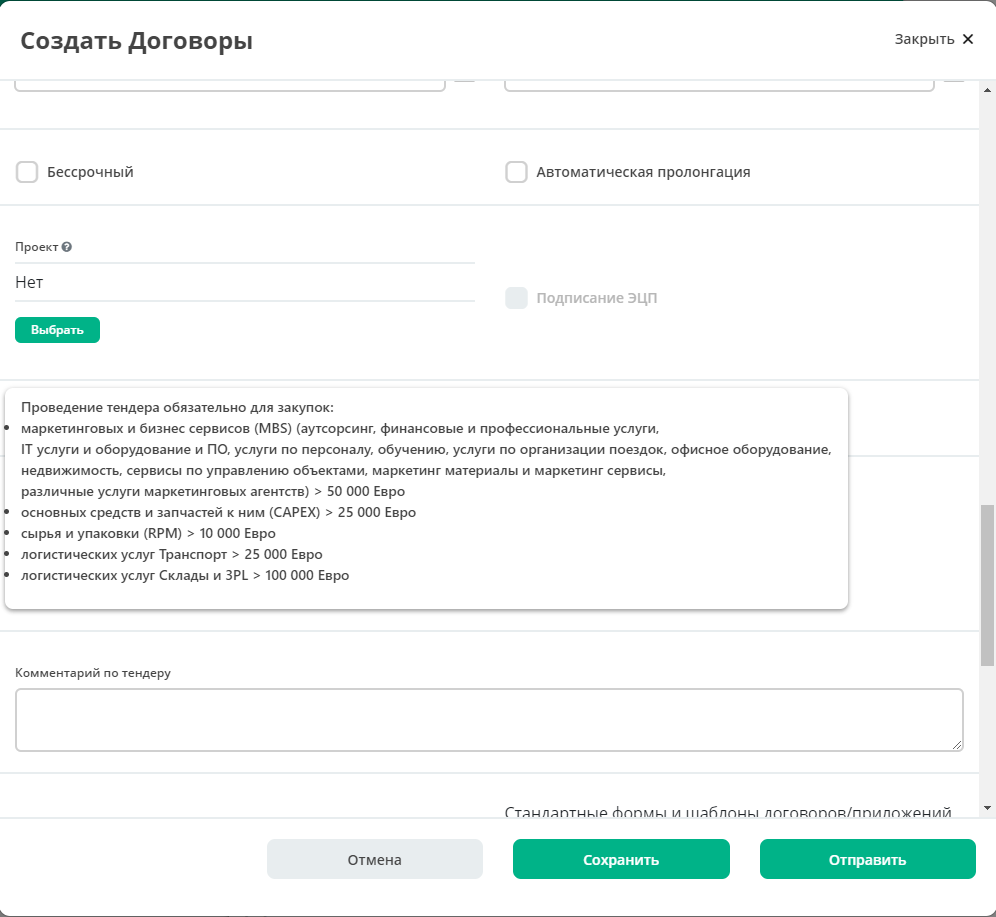 Создать Договоры
Закрыть ✕
Бессрочный
Автоматическая пролонгация
Проект
Нет
Подписание ЭЦП
Выбрать
Проведение тендера обязательно для закупок:
маркетинговых и бизнес сервисов (MBS) (аутсорсинг, финансовые и профессиональные услуги,
IT услуги и оборудование и ПО, услуги по персоналу, обучению, услуги по организации поездок, офисное оборудование,
недвижимость, сервисы по управлению объектами, маркетинг материалы и маркетинг сервисы,
различные услуги маркетинговых агентств) > 50 000 Евро
основных средств и запчастей к ним (CAPEX) > 25 000 Евро
сырья и упаковки (RPM) > 10 000 Евро
логистических услуг Транспорт > 25 000 Евро
логистических услуг Склады и 3PL > 100 000 Евро
Комментарий по тендеру
Стандартные формы и шаблоны договоров/приложений
Отмена
Сохранить
Отправить